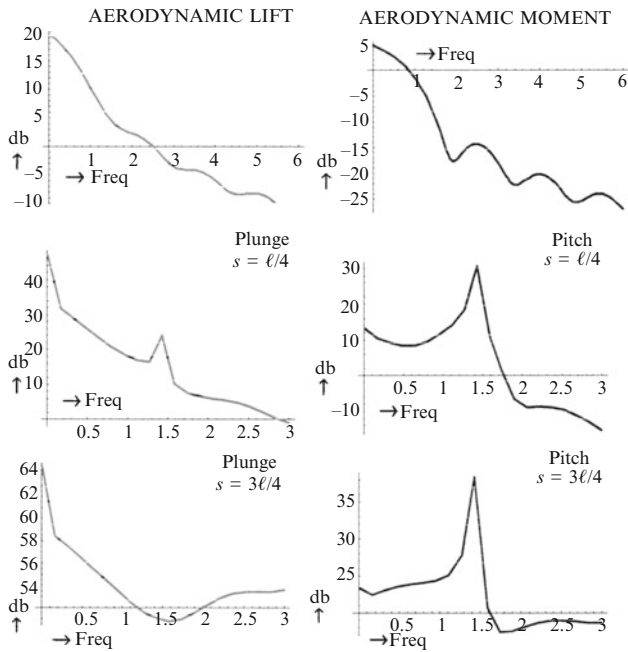 AERODYNAMIC LIFT
20
15
10
5
db
↑
−5
−10
1 2 3 4 5 6
→ Freq
AERODYNAMIC MOMENT
5
→Freq
1 2 3 4 5 6
−5
−10
−15
db
−20
↑
−25
Plunge
s = ℓ/4
40
30
20
db
↑
10
→Freq
0.5 1 1.5 2 2.5 3
Pitch
s = ℓ/4
30
20
10
db
↑
−10
0.5 1 1.5 2 2.5 3
→Freq
Plunge
s = 3ℓ/4
64
62
60
58
56
54
db
↑
0.5 1 1.5 2 2.5 3
→ Freq
Pitch
s = 3ℓ/4
35
25
db
↑
0.5 1 1.5 2 2.5 3
→Freq